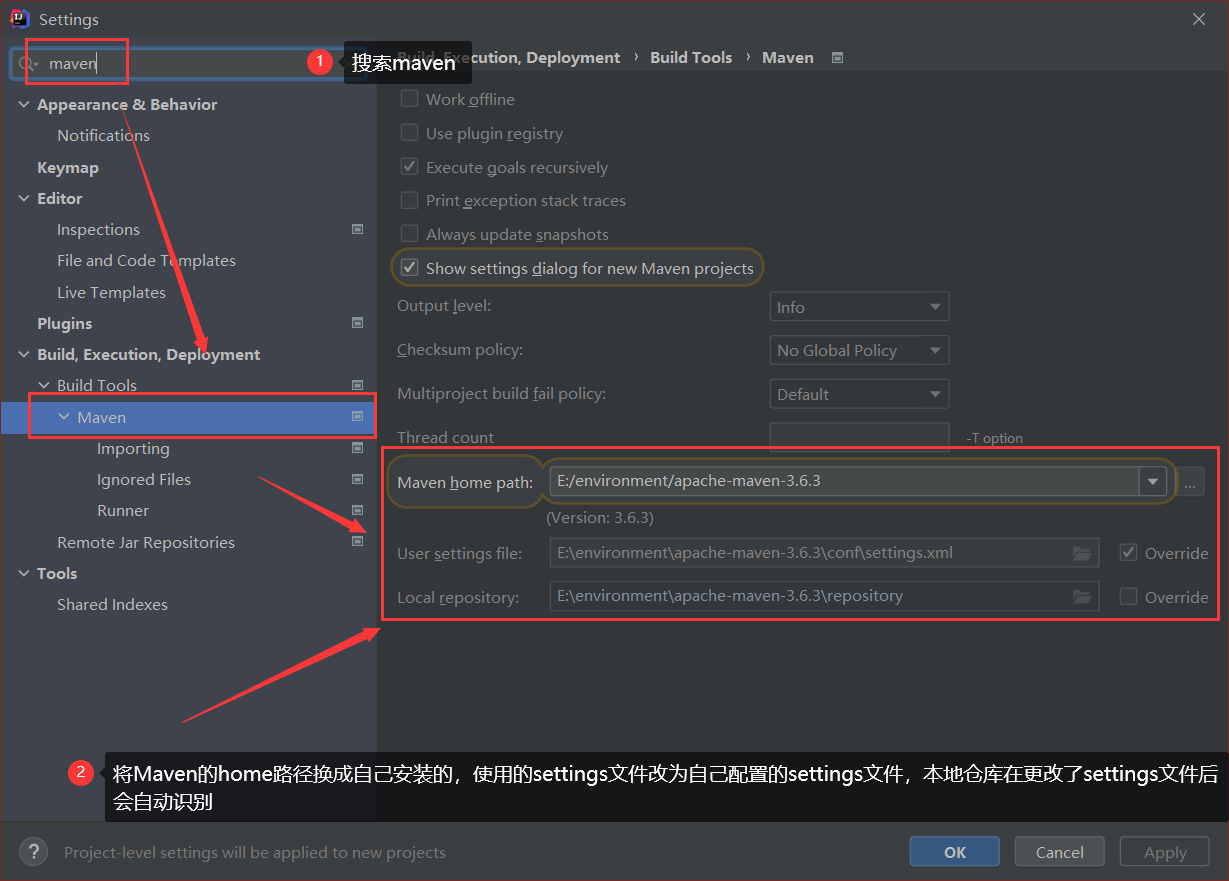 Settings
maven
1
搜索maven
Build, Execution, Deployment › Build Tools › Maven
Appearance & Behavior
Notifications
Keymap
Editor
Inspections
File and Code Templates
Live Templates
Plugins
Build, Execution, Deployment
Build Tools
Maven
Importing
Ignored Files
Runner
Remote Jar Repositories
Tools
Shared Indexes
Work offline
Use plugin registry
Execute goals recursively
Print exception stack traces
Always update snapshots
Show settings dialog for new Maven projects
Output level: Info
Checksum policy: No Global Policy
Multiproject build fail policy: Default
Thread count -T option
Maven home path: E:/environment/apache-maven-3.6.3 ...
(Version: 3.6.3)
User settings file: E:\environment\apache-maven-3.6.3\conf\settings.xml Override
Local repository: E:\environment\apache-maven-3.6.3\repository Override
2
将Maven的home路径换成自己安装的，使用的settings文件改为自己配置的settings文件，本地仓库在更改了settings文件后
会自动识别
? Project-level settings will be applied to new projects
OK Cancel Apply